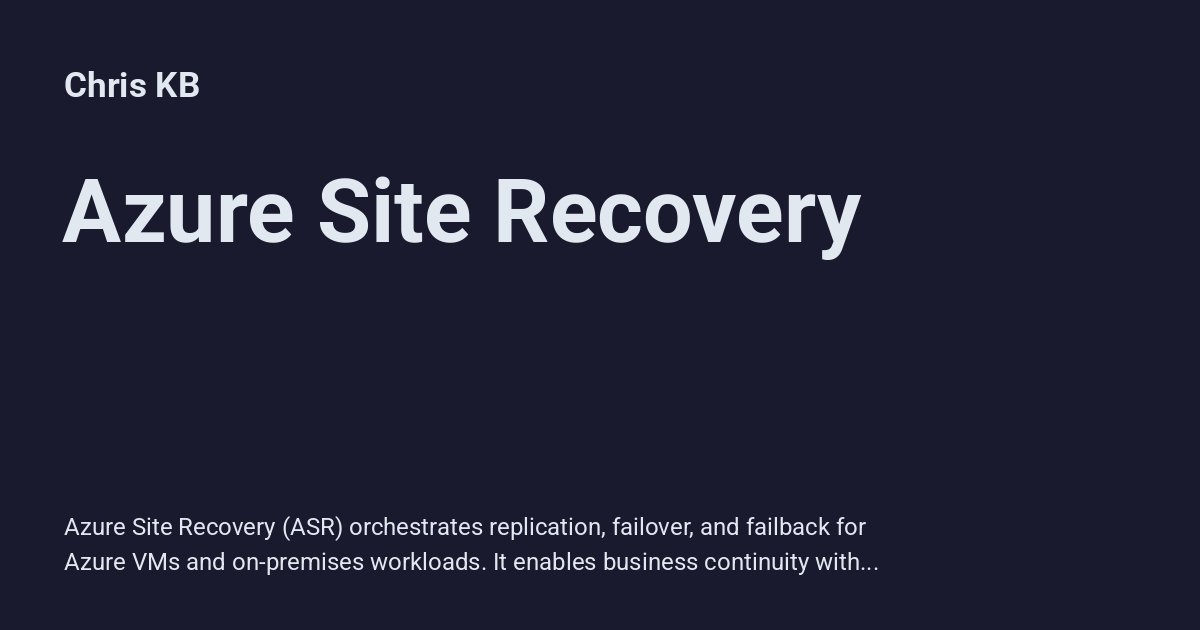 Chris KB
Azure Site Recovery
Azure Site Recovery (ASR) orchestrates replication, failover, and failback for
Azure VMs and on-premises workloads. It enables business continuity with...